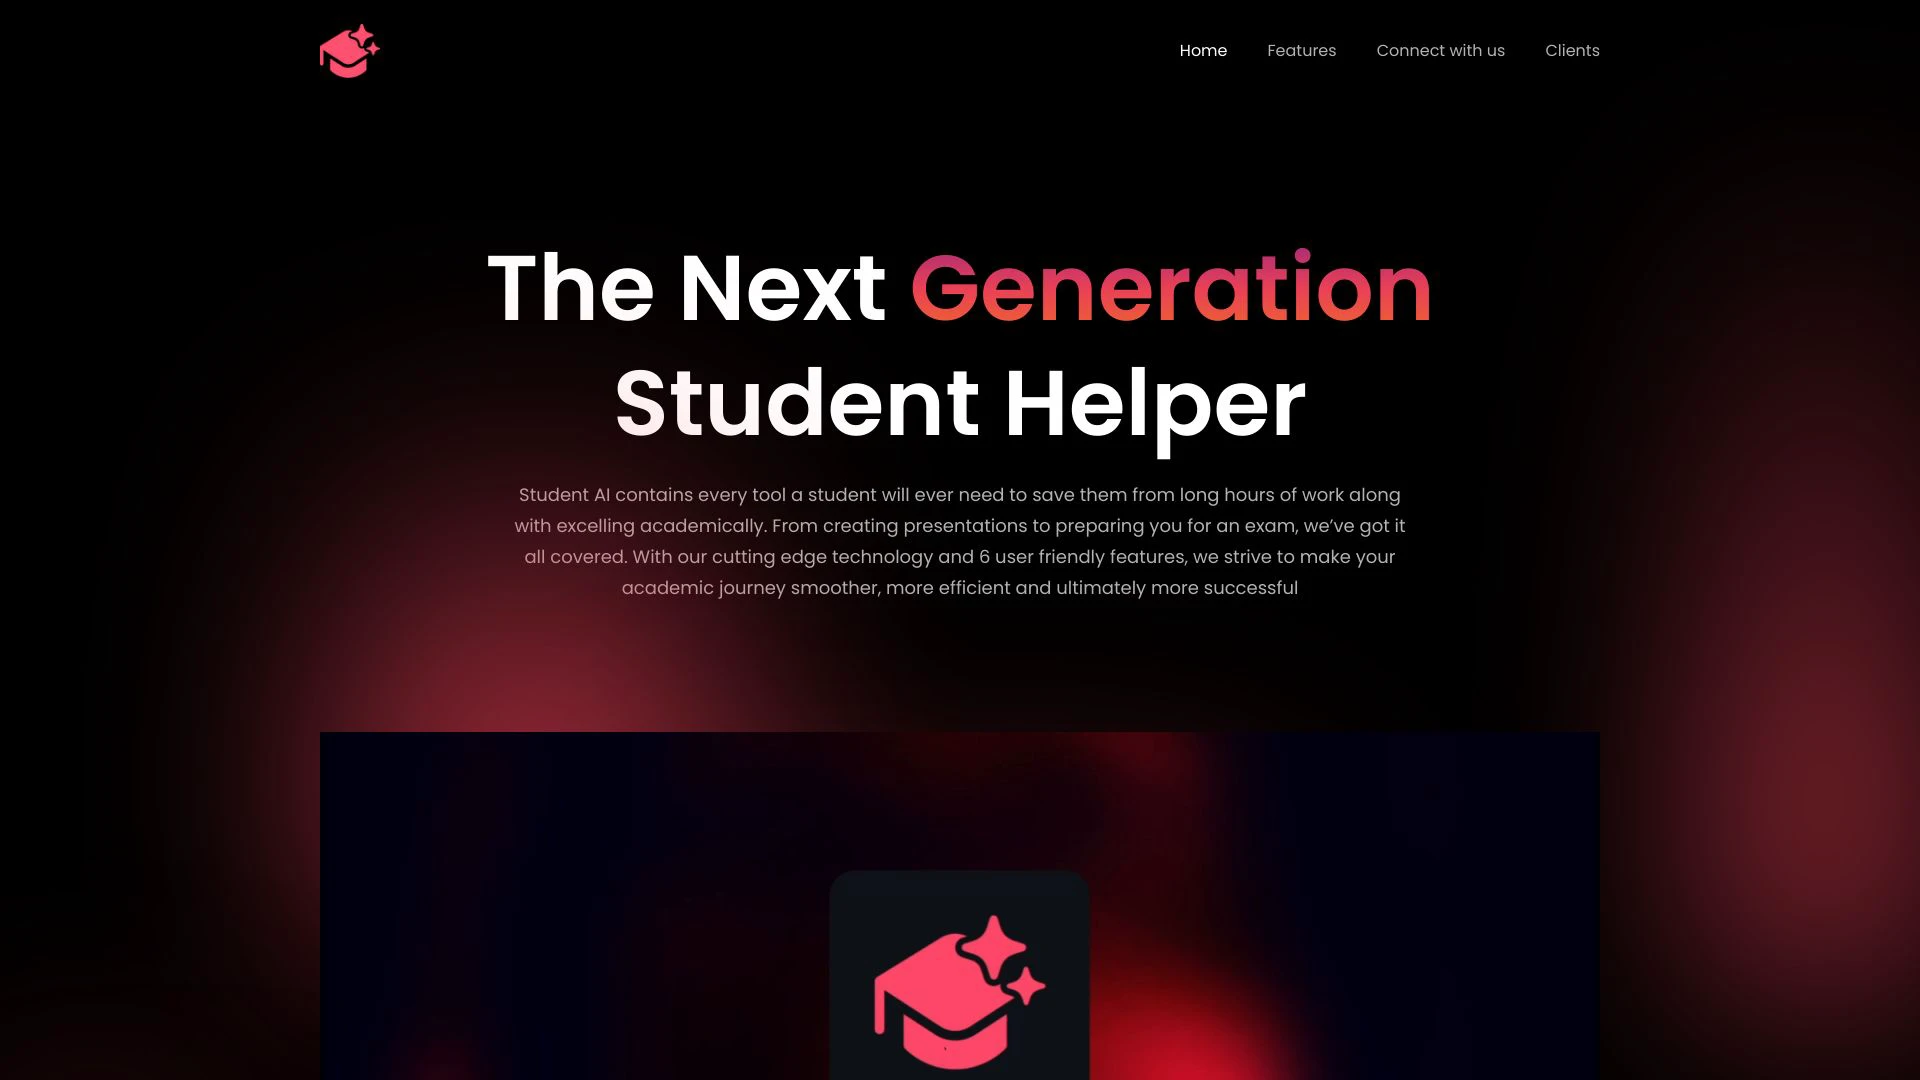 Home Features Connect with us Clients
The Next Generation
Student Helper
Student AI contains every tool a student will ever need to save them from long hours of work along
with excelling academically. From creating presentations to preparing you for an exam, we’ve got it
all covered. With our cutting edge technology and 6 user friendly features, we strive to make your
academic journey smoother, more efficient and ultimately more successful